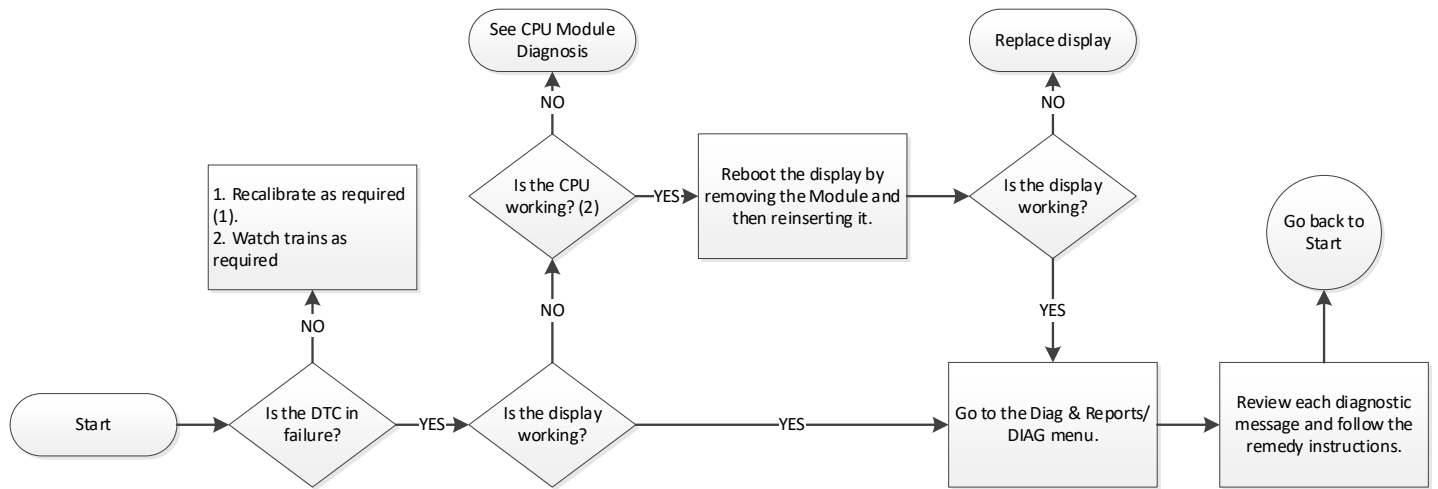 See CPU Module
Diagnosis
Replace display
NO
NO
1. Recalibrate as required
(1).
2. Watch trains as
required
Is the CPU
working? (2)
YES
Reboot the display by
removing the Module and
then reinserting it.
Is the display
working?
Go back to
Start
NO
NO
YES
Start
Is the DTC in
failure?
YES
Is the display
working?
YES
Go to the Diag & Reports/
DIAG menu.
Review each diagnostic
message and follow the
remedy instructions.